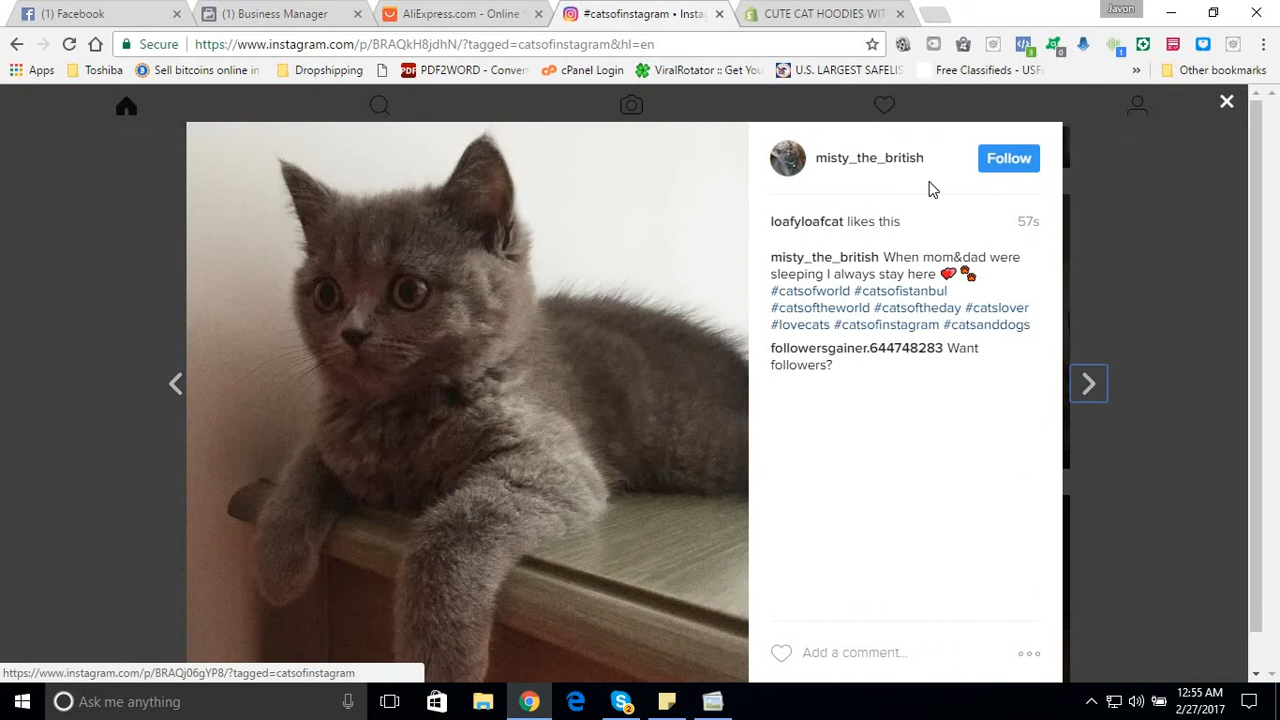 (1) Facebook
(1) Business Manager
AliExpress.com - Online S
#catsofinstagram • Insta
CUTE CAT HOODIES WIT
Javon
Secure
https://www.instagram.com/p/BRAQkH8jdhN/?tagged=catsofinstagram&hl=en
Apps
Toshiba
Sell bitcoins online in
Dropshipping
PDF2WORD - Conver
cPanel Login
ViralRotator :: Get You
U.S. LARGEST SAFELIS
Free Classifieds - USFr
Other bookmarks
misty_the_british
Follow
loafyloafcat likes this
57s
misty_the_british When mom&dad were
sleeping I always stay here
#catsofworld #catsofistanbul
#catsoftheworld #catsoftheday #catslover
#lovecats #catsofinstagram #catsanddogs
followersgainer.644748283 Want
followers?
Add a comment...
https://www.instagram.com/p/BRAQj06gYP8/?tagged=catsofinstagram
Ask me anything
12:55 AM
2/27/2017